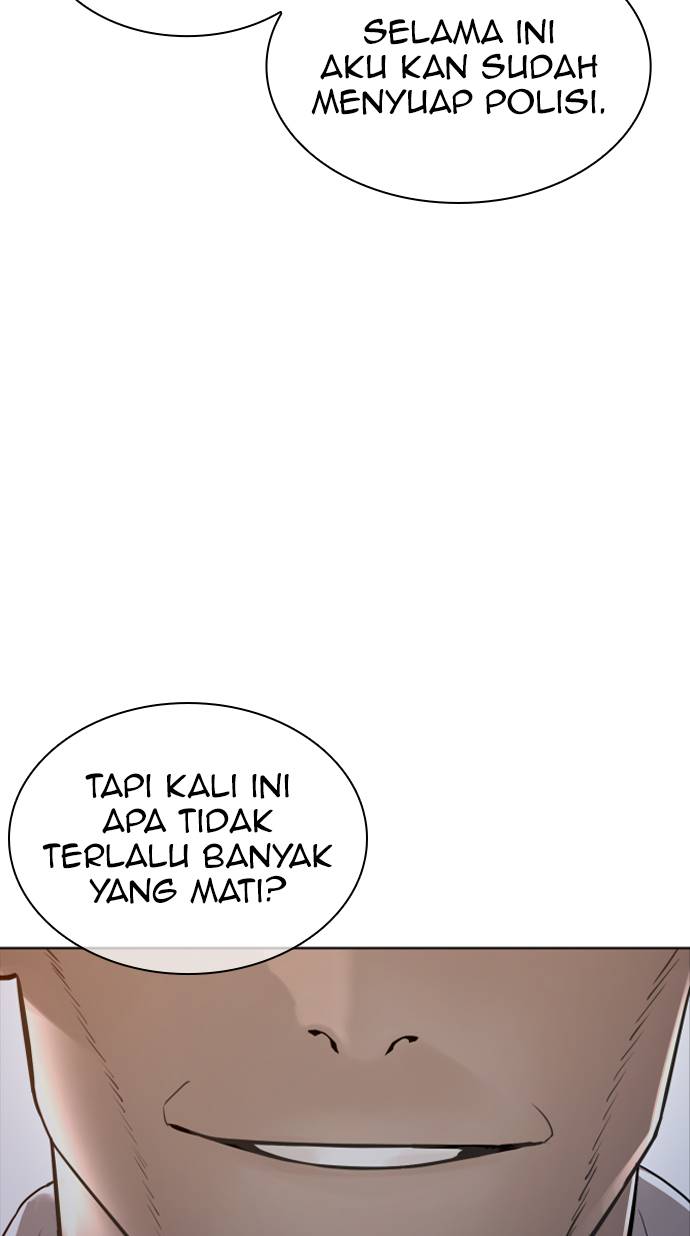 SELAMA INI
AKU KAN SUDAH
MENYUAP POLISI.
TAPI KALI INI
APA TIDAK
TERLALU BANYAK
YANG MATI?